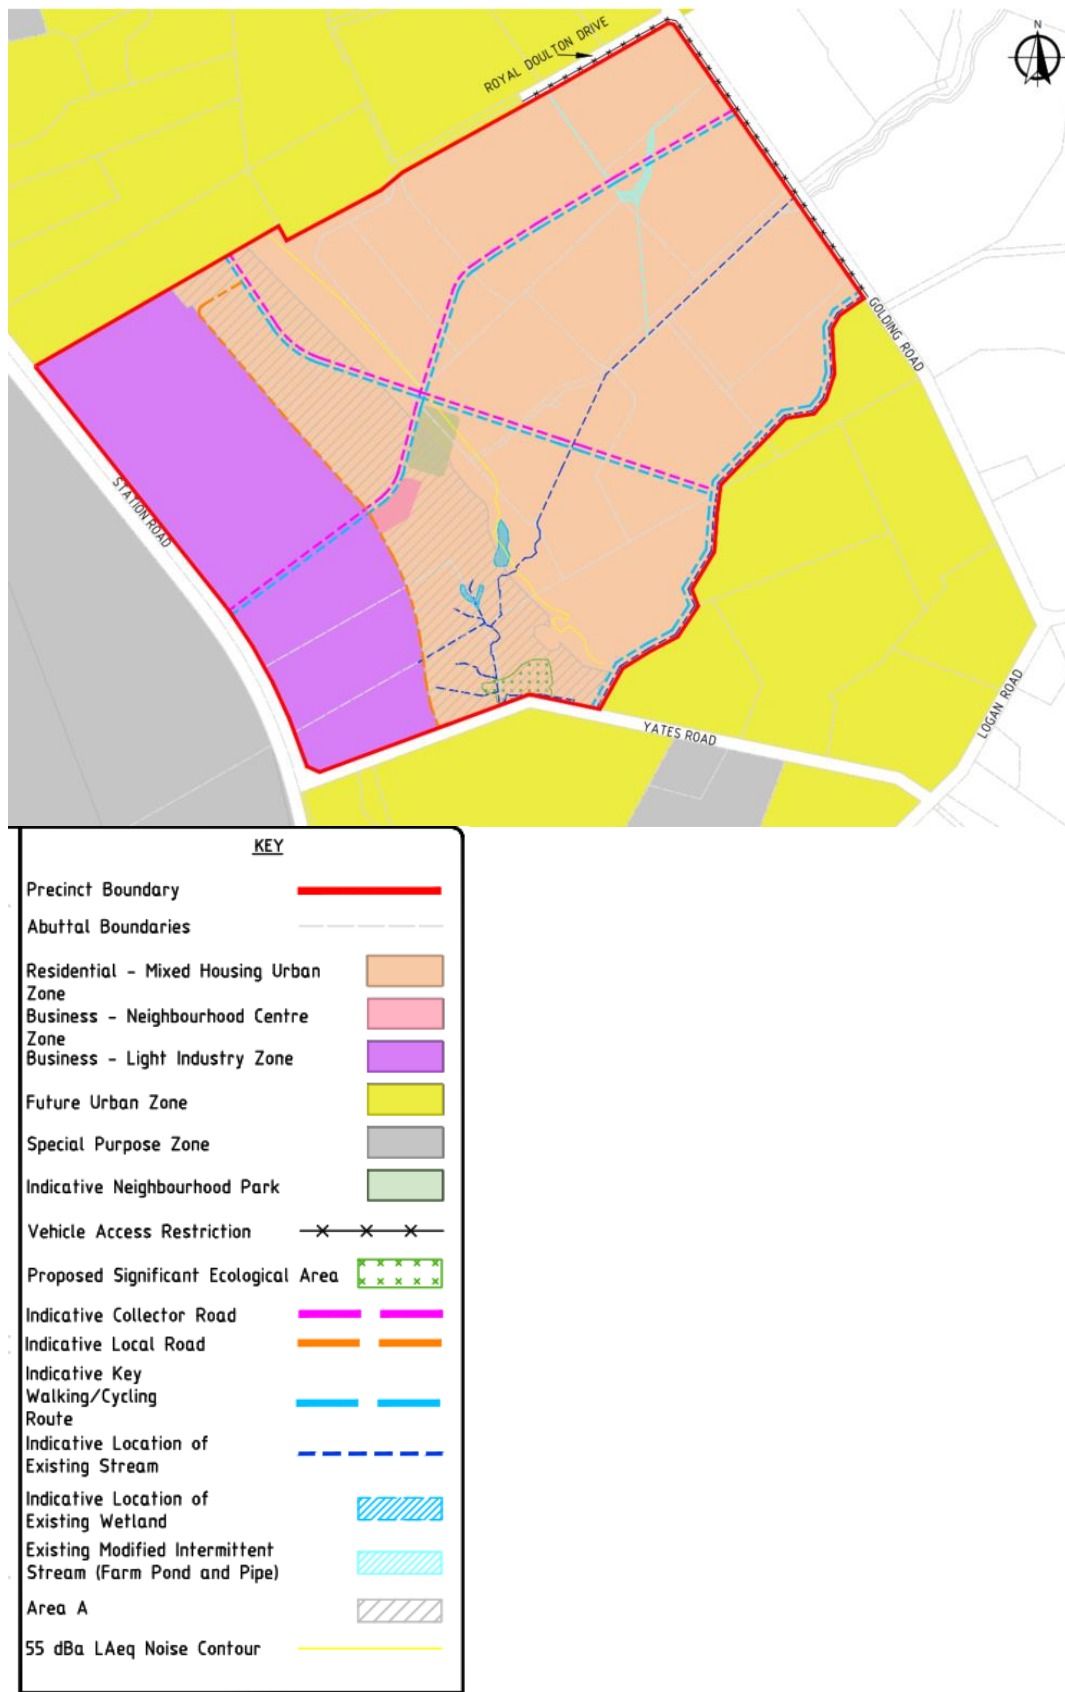 N
ROYAL DOULTON DRIVE
GOLDING ROAD
STATION ROAD
YATES ROAD
LOGAN ROAD
KEY
Precinct Boundary
Abuttal Boundaries
Residential - Mixed Housing Urban
Zone
Business - Neighbourhood Centre
Zone
Business - Light Industry Zone
Future Urban Zone
Special Purpose Zone
Indicative Neighbourhood Park
Vehicle Access Restriction
Proposed Significant Ecological Area
Indicative Collector Road
Indicative Local Road
Indicative Key
Walking/Cycling
Route
Indicative Location of
Existing Stream
Indicative Location of
Existing Wetland
Existing Modified Intermittent
Stream (Farm Pond and Pipe)
Area A
55 dBa LAeq Noise Contour